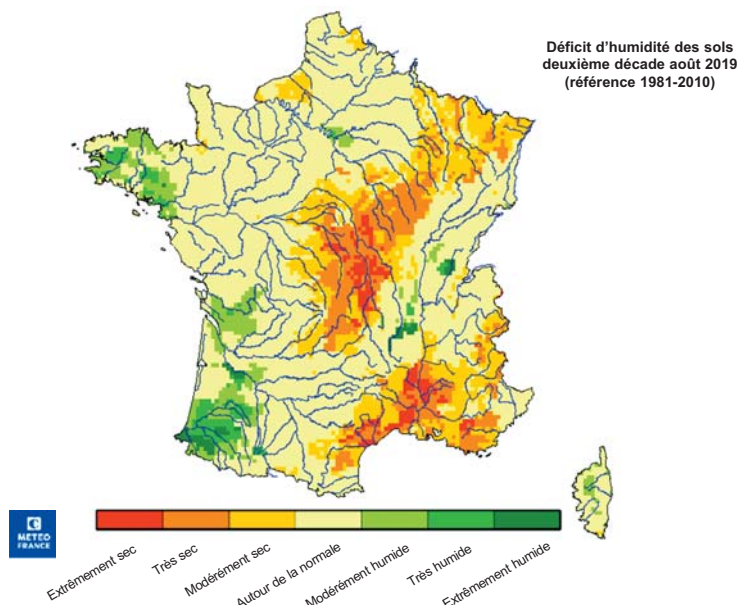 Déficit d’humidité des sols
deuxième décade août 2019
(référence 1981-2010)
METEO
FRANCE
Extrêmement sec
Très sec
Modérément sec
Autour de la normale
Modérément humide
Très humide
Extrêmement humide